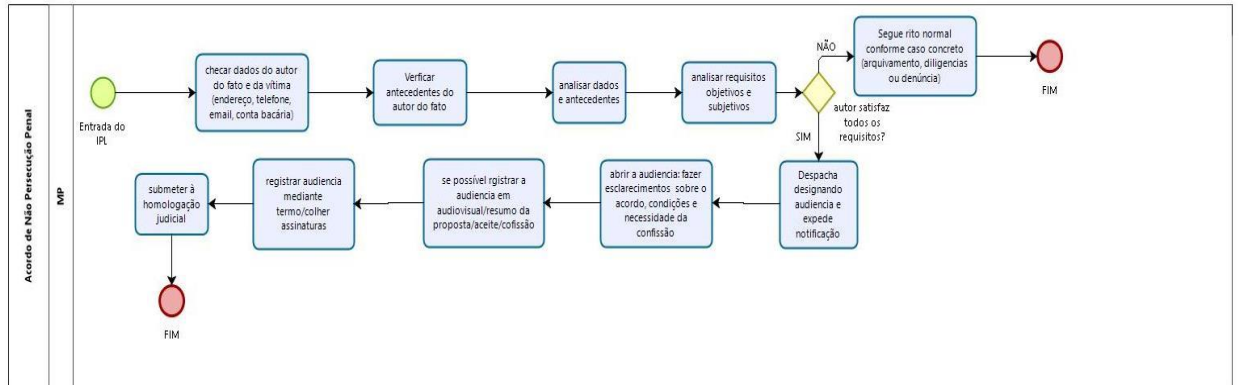 Acordo de Não Persecução Penal
MP
Entrada do
IPL
checar dados do autor
do fato e da vítima
(endereço, telefone,
email, conta bacária)
Verficar
antecedentes do
autor do fato
analisar dados
e antecedentes
analisar requisitos
objetivos e
subjetivos
autor satisfaz
todos os
requisitos?
NÃO
Segue rito normal
conforme caso concreto
(arquivamento, diligencias
ou denúncia)
FIM
SIM
Despacha
designando
audiencia e
expede
notificação
abrir a audiencia: fazer
esclarecimentos sobre o
acordo, condições e
necessidade da
confissão
se possível rgistrar a
audiencia em
audiovisual/resumo da
proposta/aceite/cofissão
registrar audiencia
mediante
termo/colher
assinaturas
submeter à
homologação
judicial
FIM